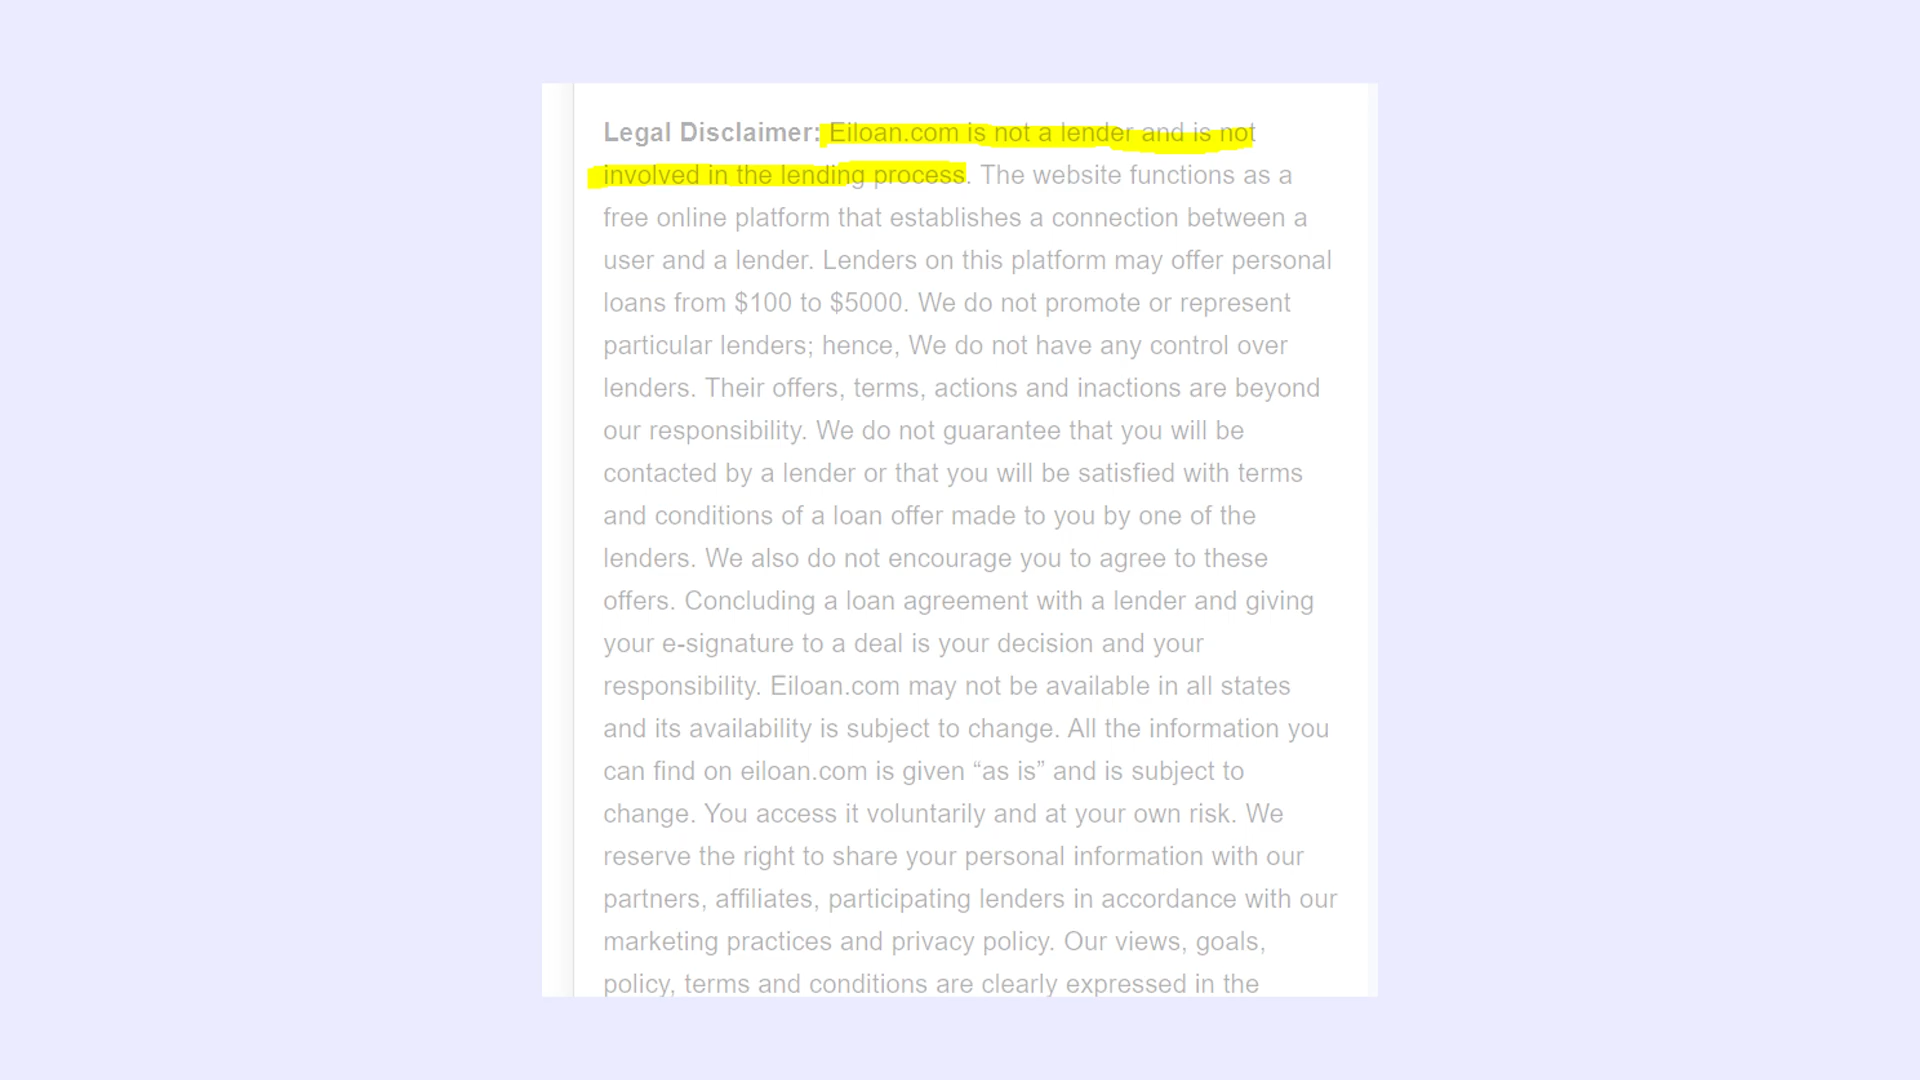 Legal Disclaimer: Eiloan.com is not a lender and is not
involved in the lending process. The website functions as a
free online platform that establishes a connection between a
user and a lender. Lenders on this platform may offer personal
loans from $100 to $5000. We do not promote or represent
particular lenders; hence, We do not have any control over
lenders. Their offers, terms, actions and inactions are beyond
our responsibility. We do not guarantee that you will be
contacted by a lender or that you will be satisfied with terms
and conditions of a loan offer made to you by one of the
lenders. We also do not encourage you to agree to these
offers. Concluding a loan agreement with a lender and giving
your e-signature to a deal is your decision and your
responsibility. Eiloan.com may not be available in all states
and its availability is subject to change. All the information you
can find on eiloan.com is given “as is” and is subject to
change. You access it voluntarily and at your own risk. We
reserve the right to share your personal information with our
partners, affiliates, participating lenders in accordance with our
marketing practices and privacy policy. Our views, goals,
policy, terms and conditions are clearly expressed in the